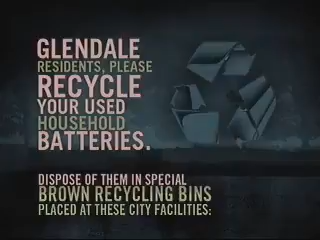 GLENDALE
RESIDENTS, PLEASE
RECYCLE
YOUR USED
HOUSEHOLD
BATTERIES.
DISPOSE OF THEM IN SPECIAL
BROWN RECYCLING BINS
PLACED AT THESE CITY FACILITIES: